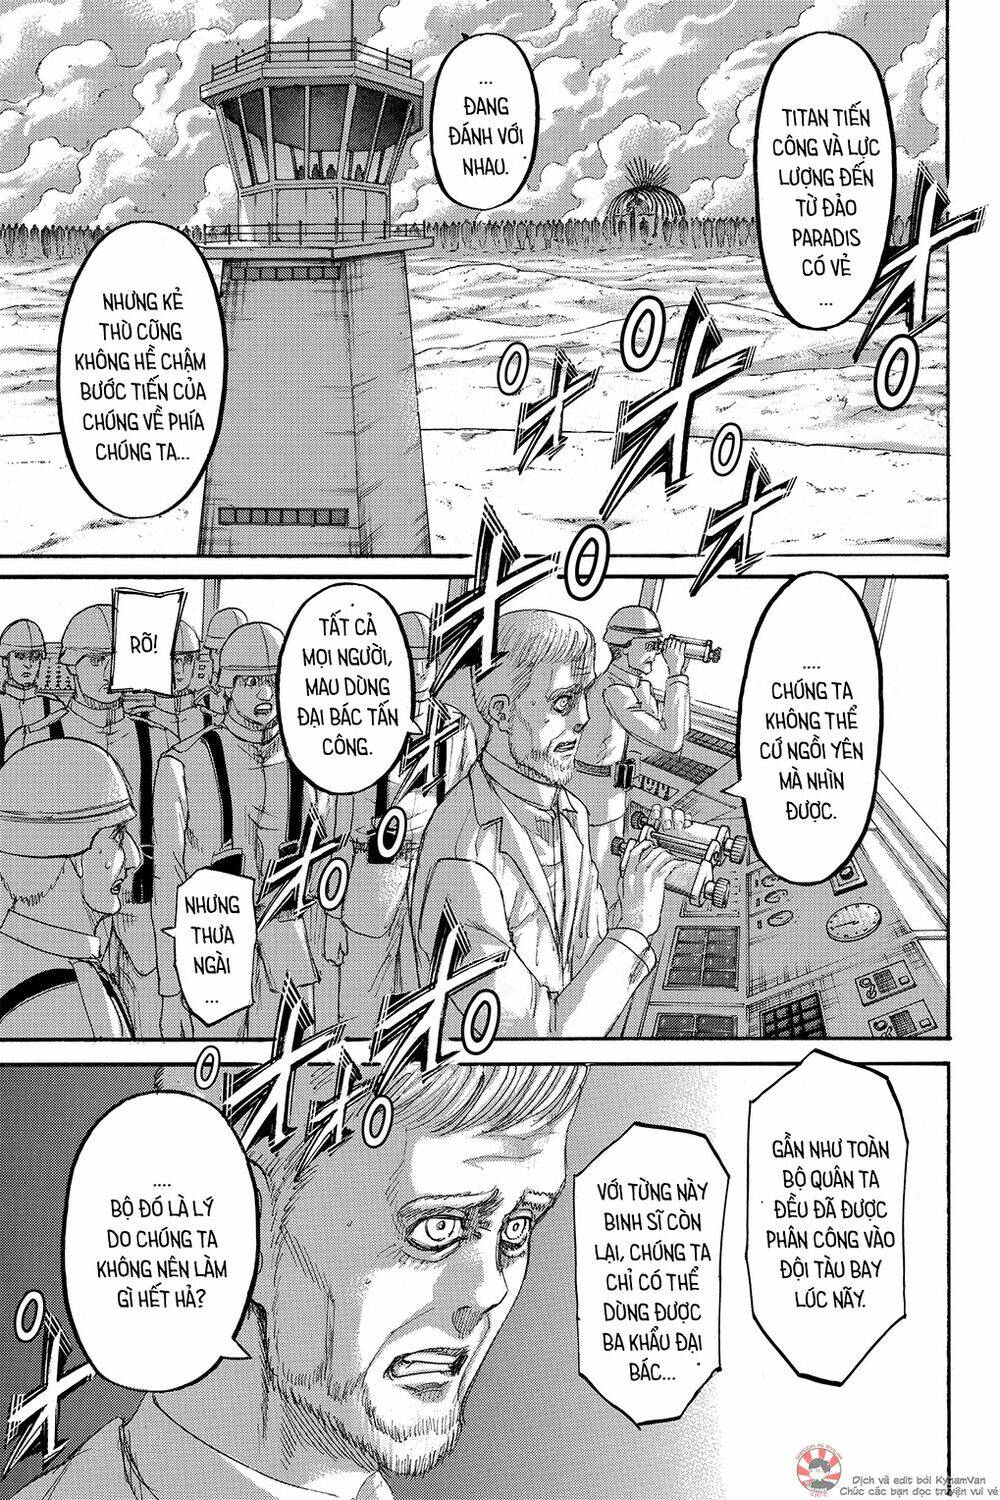 TITAN TIẾN
CÔNG VÀ LỰC
LƯỢNG ĐẾN
TỪ ĐẢO
PARADIS
CÓ VẺ
...
...
ĐANG
ĐÁNH VỚI
NHAU.
NHƯNG KẺ
THÙ CŨNG
KHÔNG HỀ CHẬM
BƯỚC TIẾN CỦA
CHÚNG VỀ PHÍA
CHÚNG TA...
....
CHÚNG TA
KHÔNG THỂ
CỨ NGỒI YÊN
MÀ NHÌN
ĐƯỢC.
TẤT CẢ
MỌI NGƯỜI,
MAU DÙNG
ĐẠI BÁC TẤN
CÔNG.
RÕ!
NHƯNG
THƯA
NGÀI
...
GẦN NHƯ TOÀN
BỘ QUÂN TA
ĐỀU ĐÃ ĐƯỢC
PHÂN CÔNG VÀO
ĐỘI TÀU BAY
LÚC NÃY.
VỚI TỪNG NÀY
BINH SĨ CÒN
LẠI, CHÚNG TA
CHỈ CÓ THỂ
DÙNG ĐƯỢC
BA KHẨU ĐẠI
BÁC...
....
BỘ ĐÓ LÀ LÝ
DO CHÚNG TA
KHÔNG NÊN LÀM
GÌ HẾT HẢ?
Dịch và edit bới KynamVan
Chúc các bạn đọc truyện vui vẻ